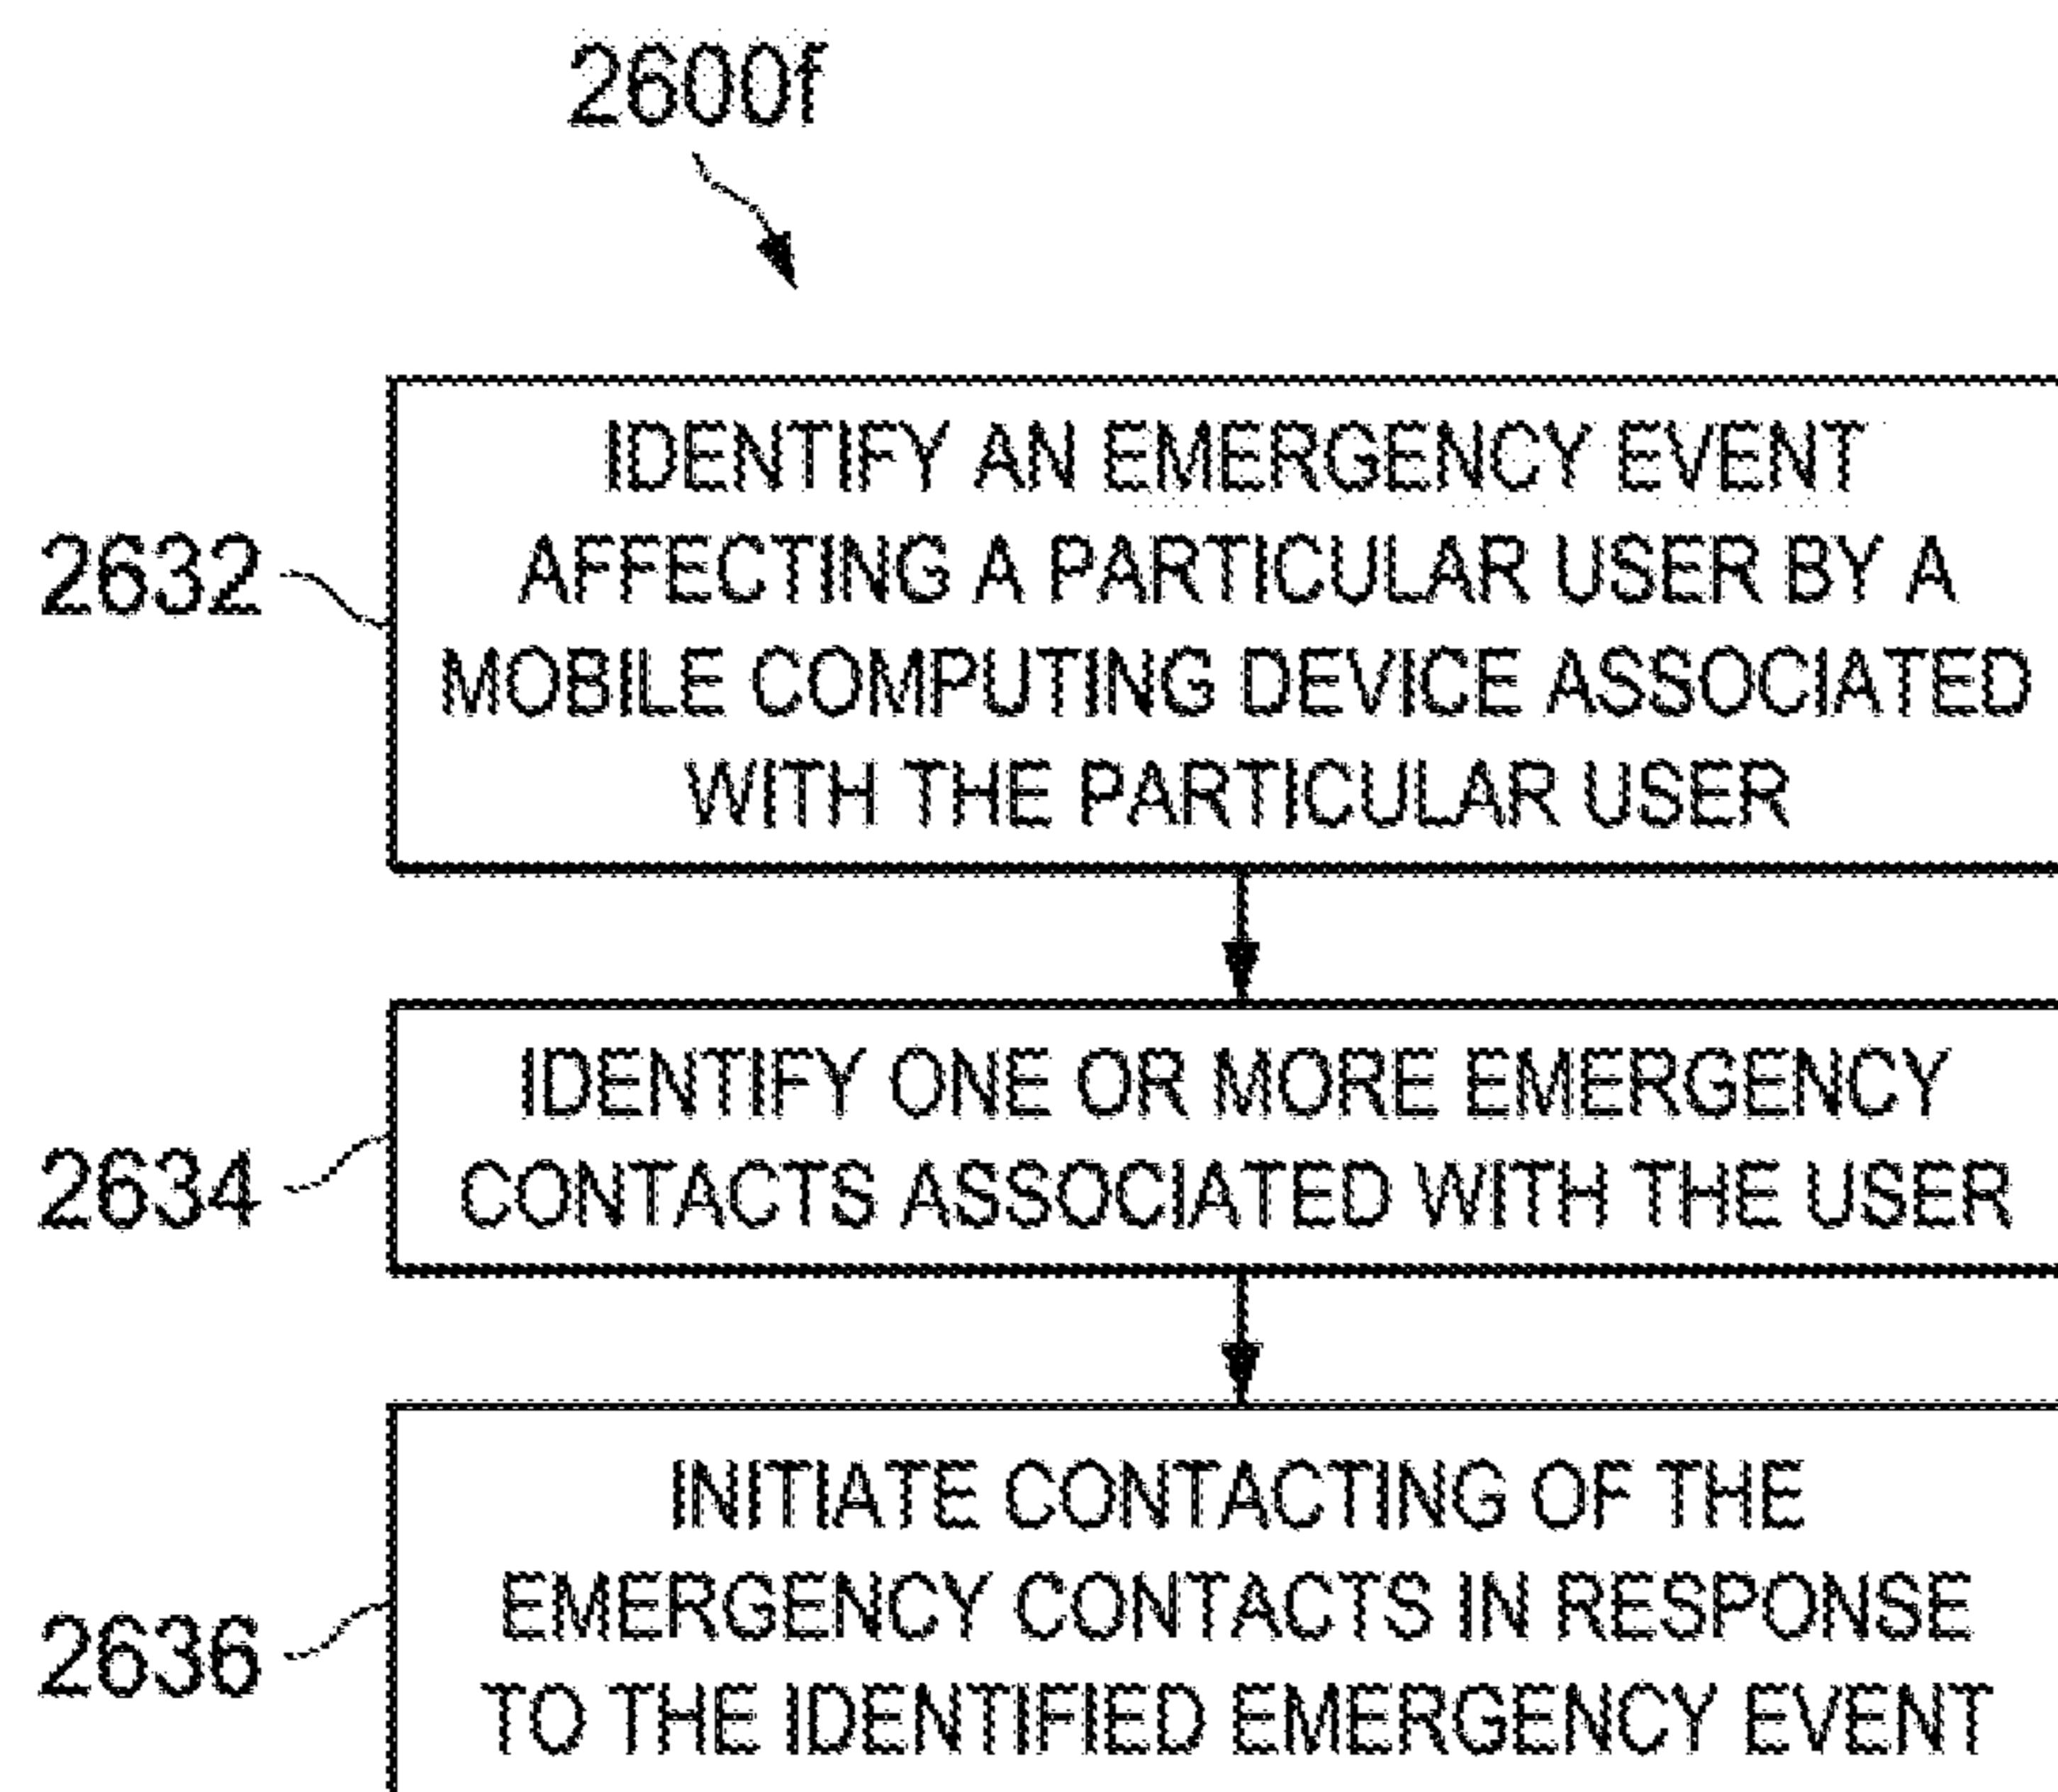 2600f
2632
IDENTIFY AN EMERGENCY EVENT
AFFECTING A PARTICULAR USER BY A
MOBILE COMPUTING DEVICE ASSOCIATED
WITH THE PARTICULAR USER
2634
IDENTIFY ONE OR MORE EMERGENCY
CONTACTS ASSOCIATED WITH THE USER
2636
INITIATE CONTACTING OF THE
EMERGENCY CONTACTS IN RESPONSE
TO THE IDENTIFIED EMERGENCY EVENT